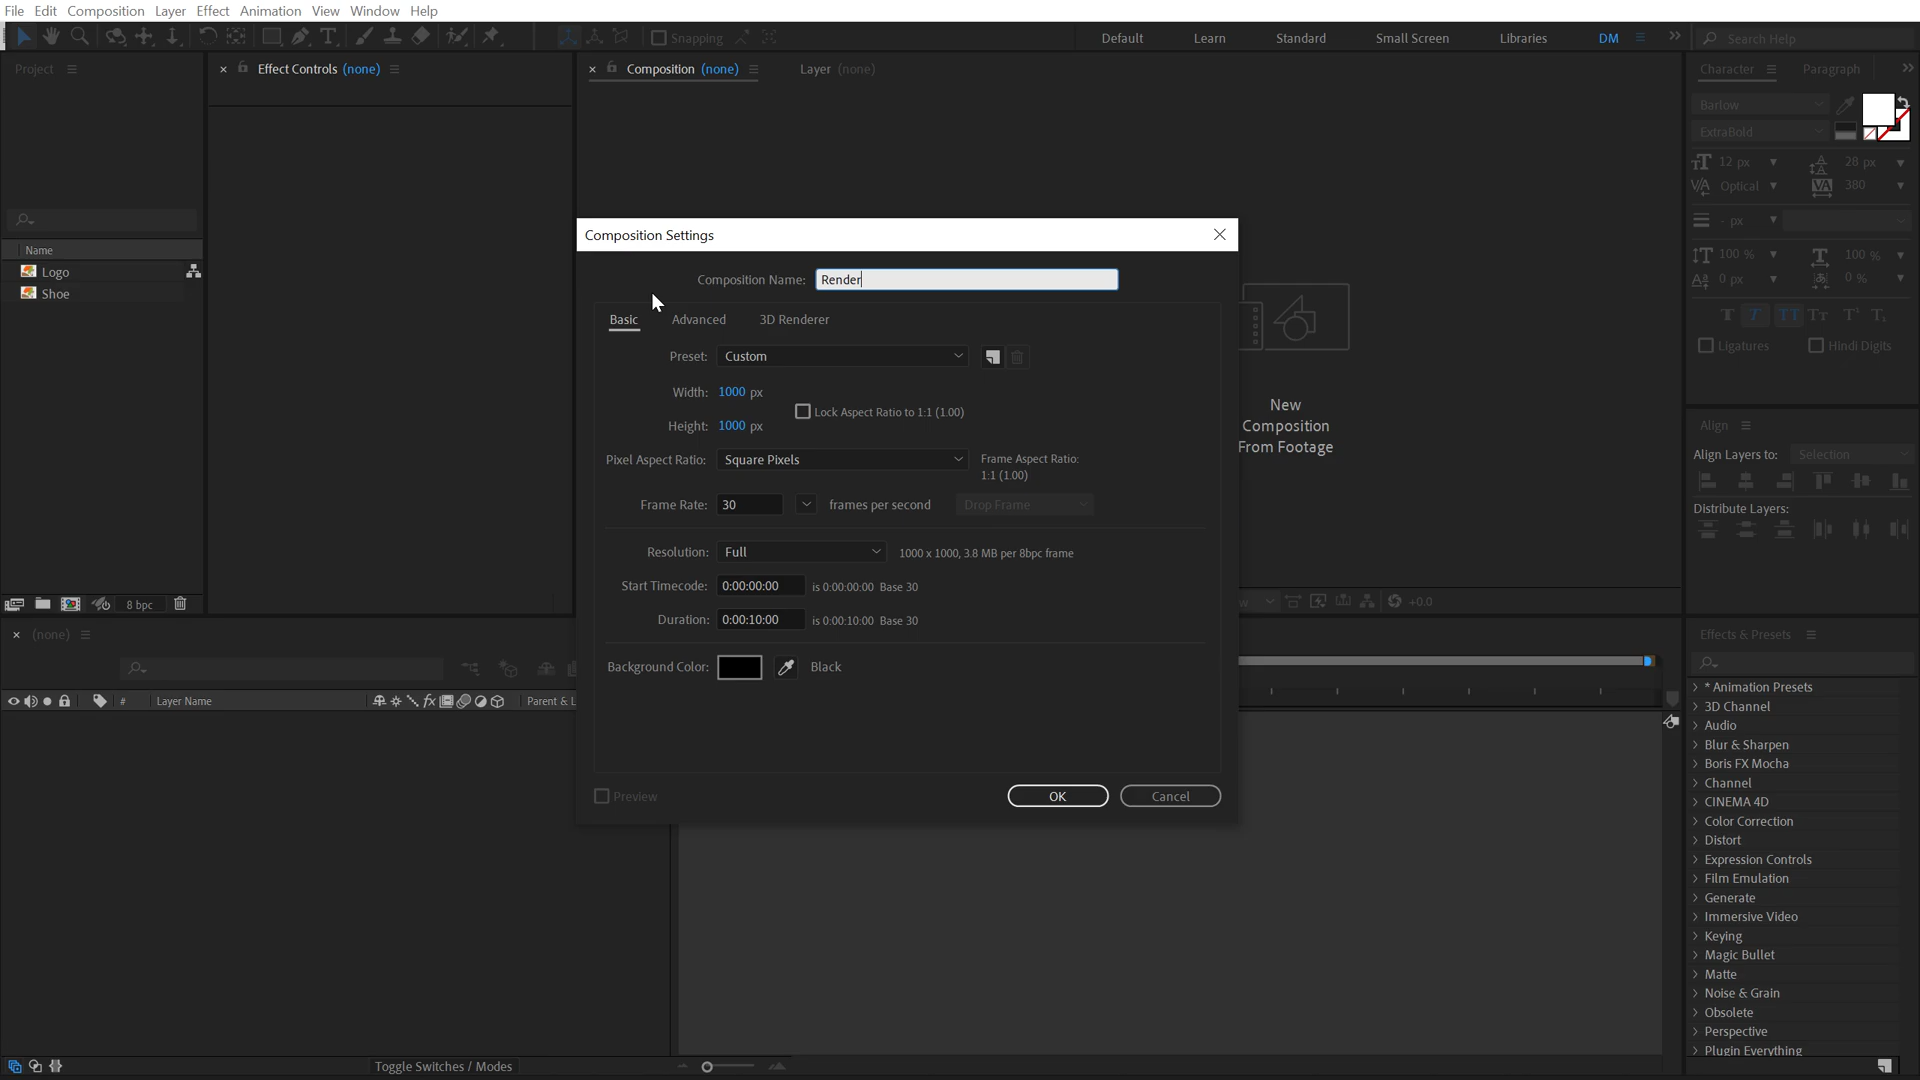 File Edit Composition Layer Effect Animation View Window Help
Snapping
Default Learn Standard Small Screen Libraries DM
Search Help
Project
Effect Controls (none)
Composition (none)
Layer (none)
Character
Paragraph
Barlow
ExtraBold
12 px
28 px
Optical
380
- px
100 %
100 %
0 px
0 %
Ligatures
Hindi Digits
Name
Logo
Shoe
8 bpc
Composition Settings
Composition Name: Render
Basic Advanced 3D Renderer
Preset: Custom
Width: 1000 px
Lock Aspect Ratio to 1:1 (1.00)
Height: 1000 px
Pixel Aspect Ratio: Square Pixels
Frame Aspect Ratio:
1:1 (1.00)
Frame Rate: 30 frames per second Drop Frame
Resolution: Full 1000 x 1000, 3.8 MB per 8bpc frame
Start Timecode: 0:00:00:00 is 0:00:00:00 Base 30
Duration: 0:00:10:00 is 0:00:10:00 Base 30
Background Color: Black
Preview
OK
Cancel
New
Composition
From Footage
+0.0
Align
Align Layers to: Selection
Distribute Layers:
(none)
# Layer Name
Parent & L
Toggle Switches / Modes
Effects & Presets
* Animation Presets
3D Channel
Audio
Blur & Sharpen
Boris FX Mocha
Channel
CINEMA 4D
Color Correction
Distort
Expression Controls
Film Emulation
Generate
Immersive Video
Keying
Magic Bullet
Matte
Noise & Grain
Obsolete
Perspective
Plugin Everything